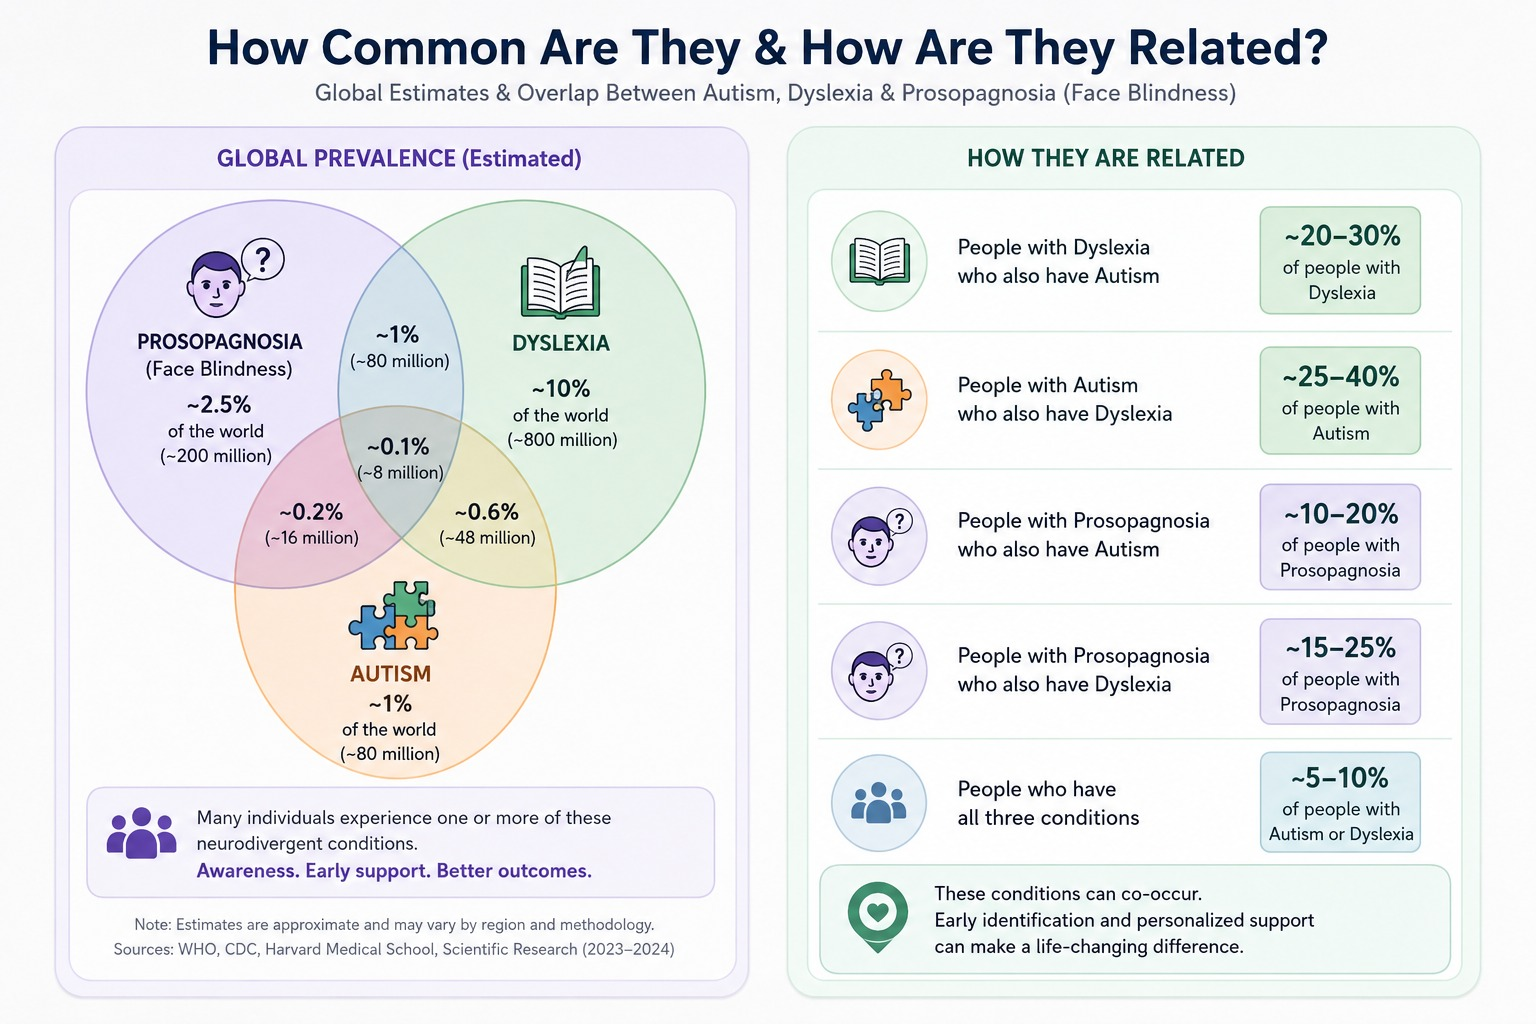 How Common Are They & How Are They Related?
Global Estimates & Overlap Between Autism, Dyslexia & Prosopagnosia (Face Blindness)
GLOBAL PREVALENCE (Estimated)
?
PROSOPAGNOSIA
(Face Blindness)
~2.5%
of the world
(~200 million)
~1%
(~80 million)
DYSLEXIA
~10%
of the world
(~800 million)
~0.1%
(~8 million)
~0.2%
(~16 million)
~0.6%
(~48 million)
AUTISM
~1%
of the world
(~80 million)
Many individuals experience one or more of these
neurodivergent conditions.
Awareness. Early support. Better outcomes.
Note: Estimates are approximate and may vary by region and methodology.
Sources: WHO, CDC, Harvard Medical School, Scientific Research (2023–2024)
HOW THEY ARE RELATED
People with Dyslexia
who also have Autism
~20–30%
of people with
Dyslexia
People with Autism
who also have Dyslexia
~25–40%
of people with
Autism
?
People with Prosopagnosia
who also have Autism
~10–20%
of people with
Prosopagnosia
?
People with Prosopagnosia
who also have Dyslexia
~15–25%
of people with
Prosopagnosia
People who have
all three conditions
~5–10%
of people with
Autism or Dyslexia
These conditions can co-occur.
Early identification and personalized support
can make a life-changing difference.